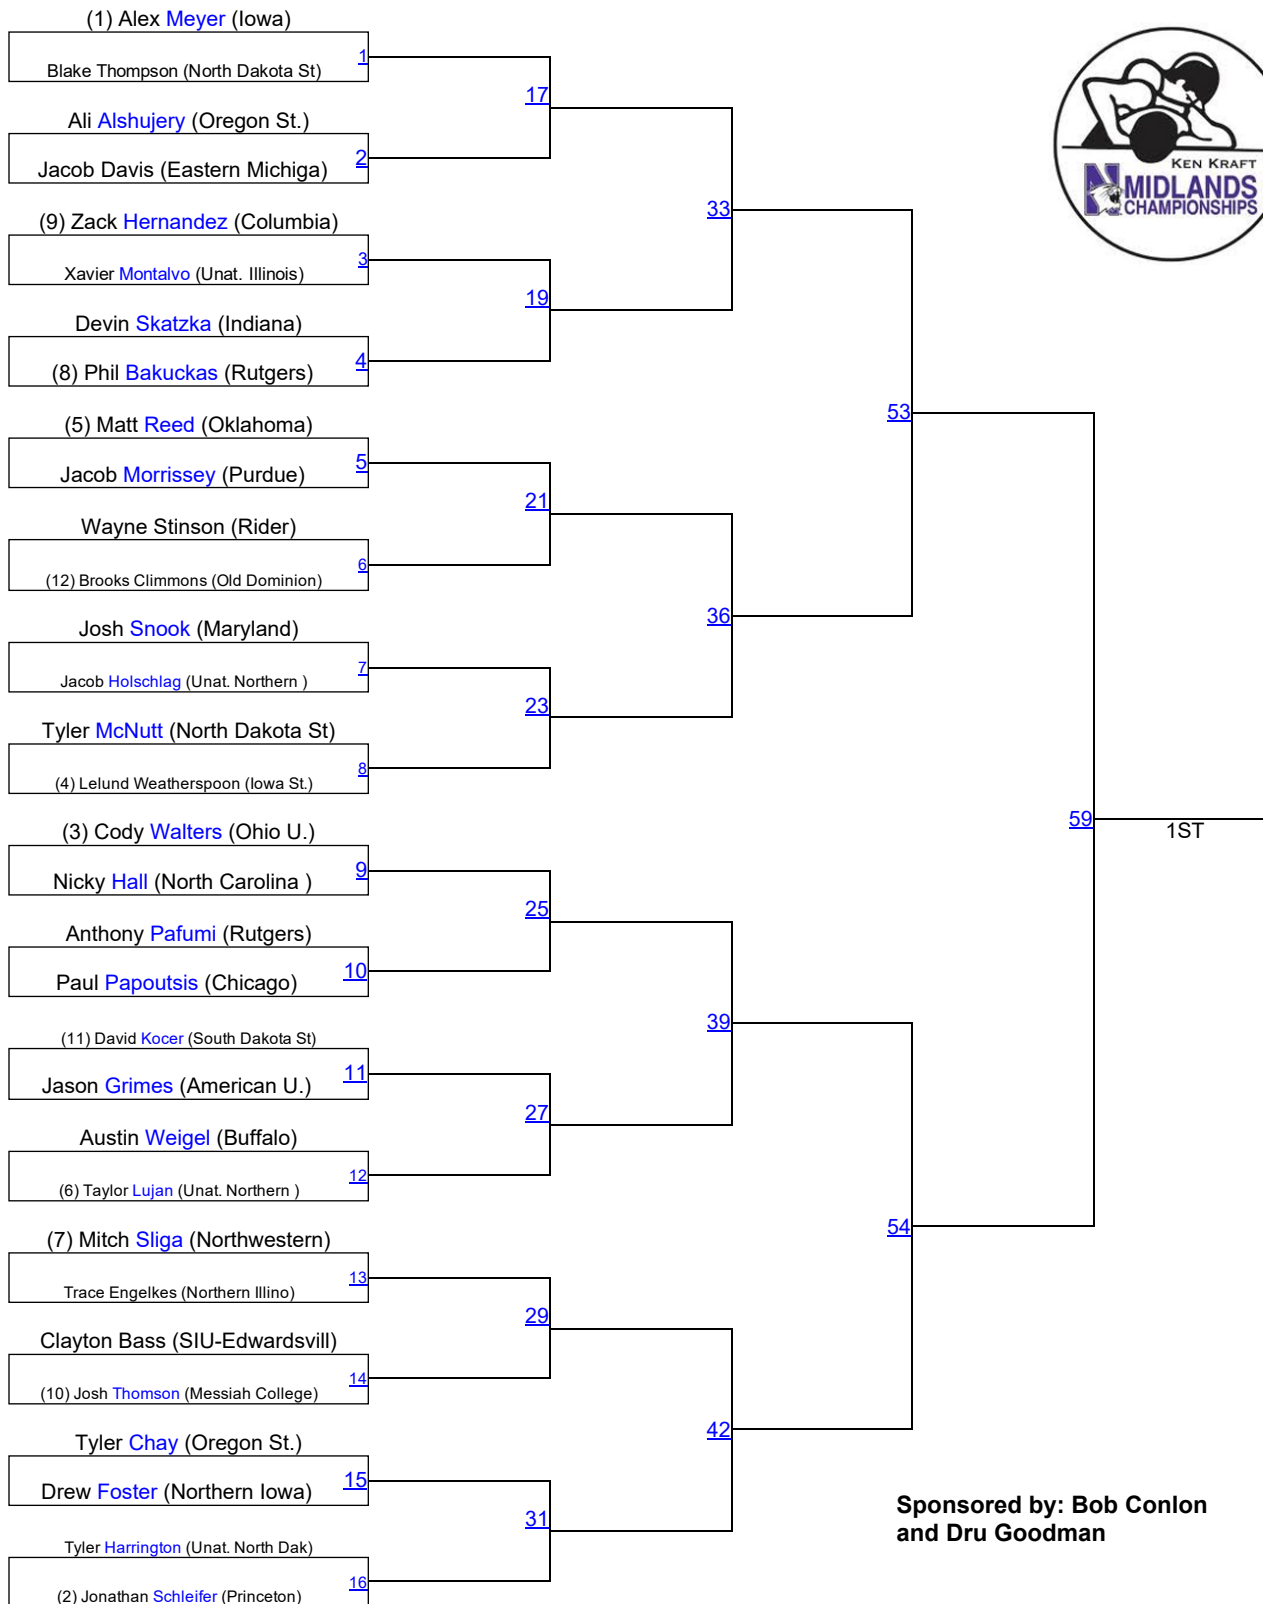 (1) Alex Meyer (Iowa)
1
Blake Thompson (North Dakota St)
17
Ali Alshujery (Oregon St.)
2
Jacob Davis (Eastern Michiga)
KEN KRAFT
N MIDLANDS
CHAMPIONSHIPS
33
(9) Zack Hernandez (Columbia)
3
Xavier Montalvo (Unat. Illinois)
19
Devin Skatzka (Indiana)
4
(8) Phil Bakuckas (Rutgers)
53
(5) Matt Reed (Oklahoma)
5
Jacob Morrissey (Purdue)
21
Wayne Stinson (Rider)
6
(12) Brooks Climmons (Old Dominion)
36
Josh Snook (Maryland)
7
Jacob Holschlag (Unat. Northern )
23
Tyler McNutt (North Dakota St)
8
(4) Lelund Weatherspoon (Iowa St.)
59
1ST
(3) Cody Walters (Ohio U.)
9
Nicky Hall (North Carolina )
25
Anthony Pafumi (Rutgers)
10
Paul Papoutsis (Chicago)
39
(11) David Kocer (South Dakota St)
11
Jason Grimes (American U.)
27
Austin Weigel (Buffalo)
12
(6) Taylor Lujan (Unat. Northern )
54
(7) Mitch Sliga (Northwestern)
13
Trace Engelkes (Northern Illino)
29
Clayton Bass (SIU-Edwardsvill)
14
(10) Josh Thomson (Messiah College)
42
Tyler Chay (Oregon St.)
15
Drew Foster (Northern Iowa)
31
Tyler Harrington (Unat. North Dak)
16
(2) Jonathan Schleifer (Princeton)
Sponsored by: Bob Conlon
and Dru Goodman